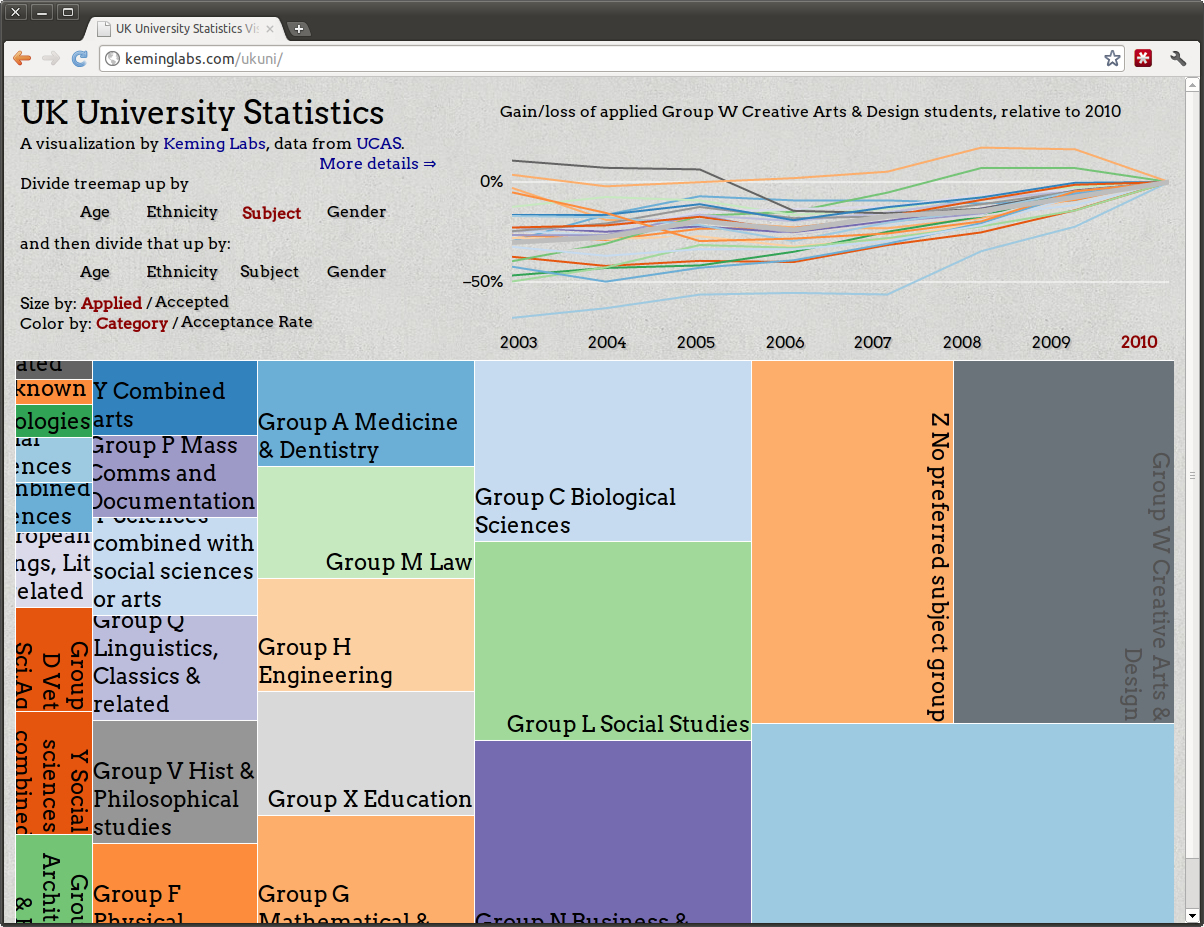 UK University Statistics Vi
keminglabs.com/ukuni/
UK University Statistics
A visualization by Keming Labs, data from UCAS.
More details ⇒
Divide treemap up by
Age Ethnicity Subject Gender
and then divide that up by:
Age Ethnicity Subject Gender
Size by: Applied / Accepted
Color by: Category / Acceptance Rate
Gain/loss of applied Group W Creative Arts & Design students, relative to 2010
0%
−50%
2003 2004 2005 2006 2007 2008 2009 2010
ated
known
ologies
ences
mbined
ences
ropean
ngs, Lit
elated
Group
D Vet
Sci,Ag
Y Social
sciences
combined
Grou
Archit
&
Y Combined
arts
Group P Mass
Comms and
Documentation
Y Sciences
combined with
social sciences
or arts
Group Q
Linguistics,
Classics &
related
Group V Hist &
Philosophical
studies
Group F
Physical
Group A Medicine
& Dentistry
Group M Law
Group H
Engineering
Group X Education
Group G
Mathematical &
Group C Biological
Sciences
Group L Social Studies
Group N Business &
Z No preferred subject group
Group W Creative Arts &
Design